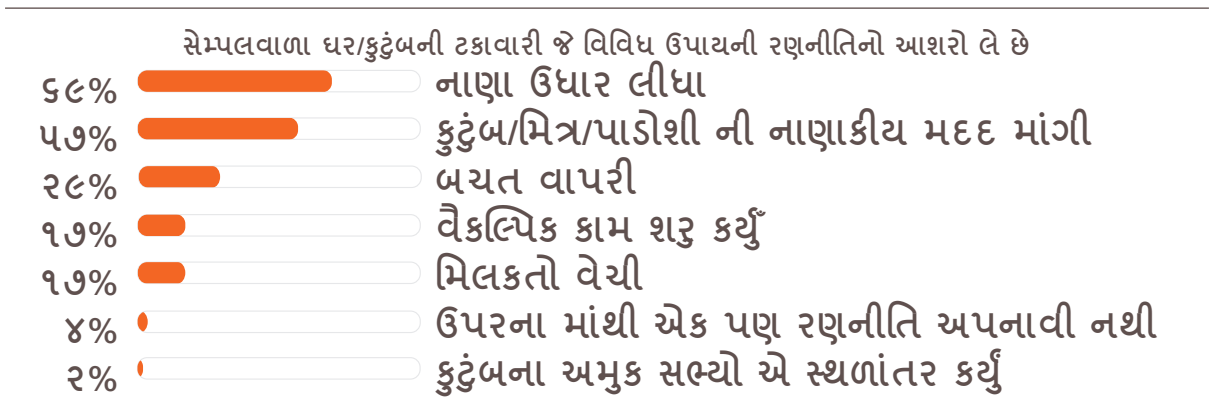 સેમ્પલવાળા ઘર/કુટુંબની ટકાવારી જે વિવિધ ઉપાયની રણનીતિનો આશરો લે છે
૬૯% નાણા ઉધાર લીધા
૫૭% કુટુંબ/મિત્ર/પાડોશી ની નાણાકીય મદદ માંગી
૨૯% બચત વાપરી
૧૭% વૈકલ્પિક કામ શરુ કર્યુઁ
૧૭% મિલકતો વેચી
૪% ઉપરના માંથી એક પણ રણનીતિ અપનાવી નથી
૨% કુટુંબના અમુક સભ્યો એ સ્થળાંતર કર્યું